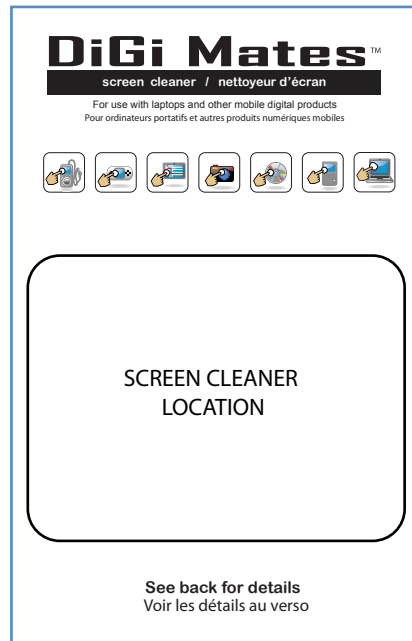 DiGi Mates™
screen cleaner / nettoyeur d'écran
For use with laptops and other mobile digital products
Pour ordinateurs portatifs et autres produits numériques mobiles
SCREEN CLEANER
LOCATION
See back for details
Voir les détails au verso